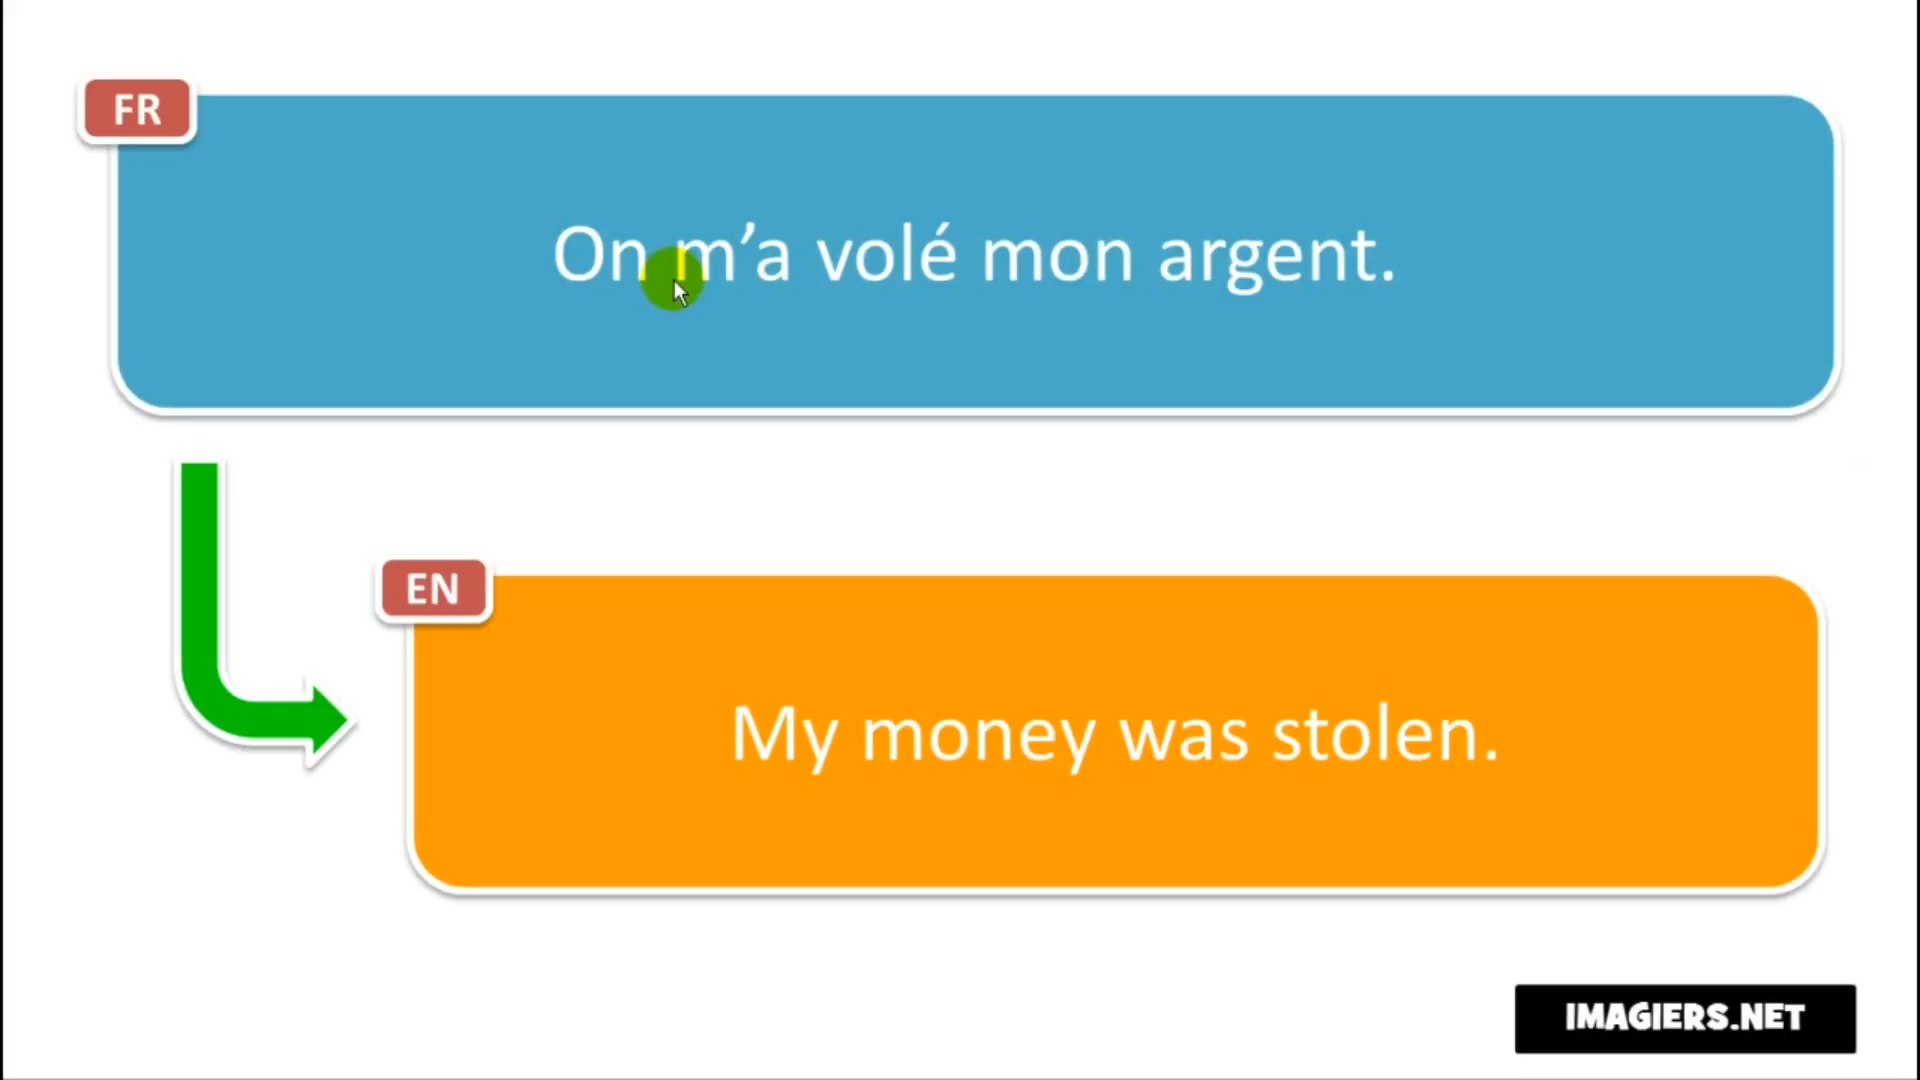 FR
On m’a volé mon argent.
EN
My money was stolen.
IMAGIERS.NET